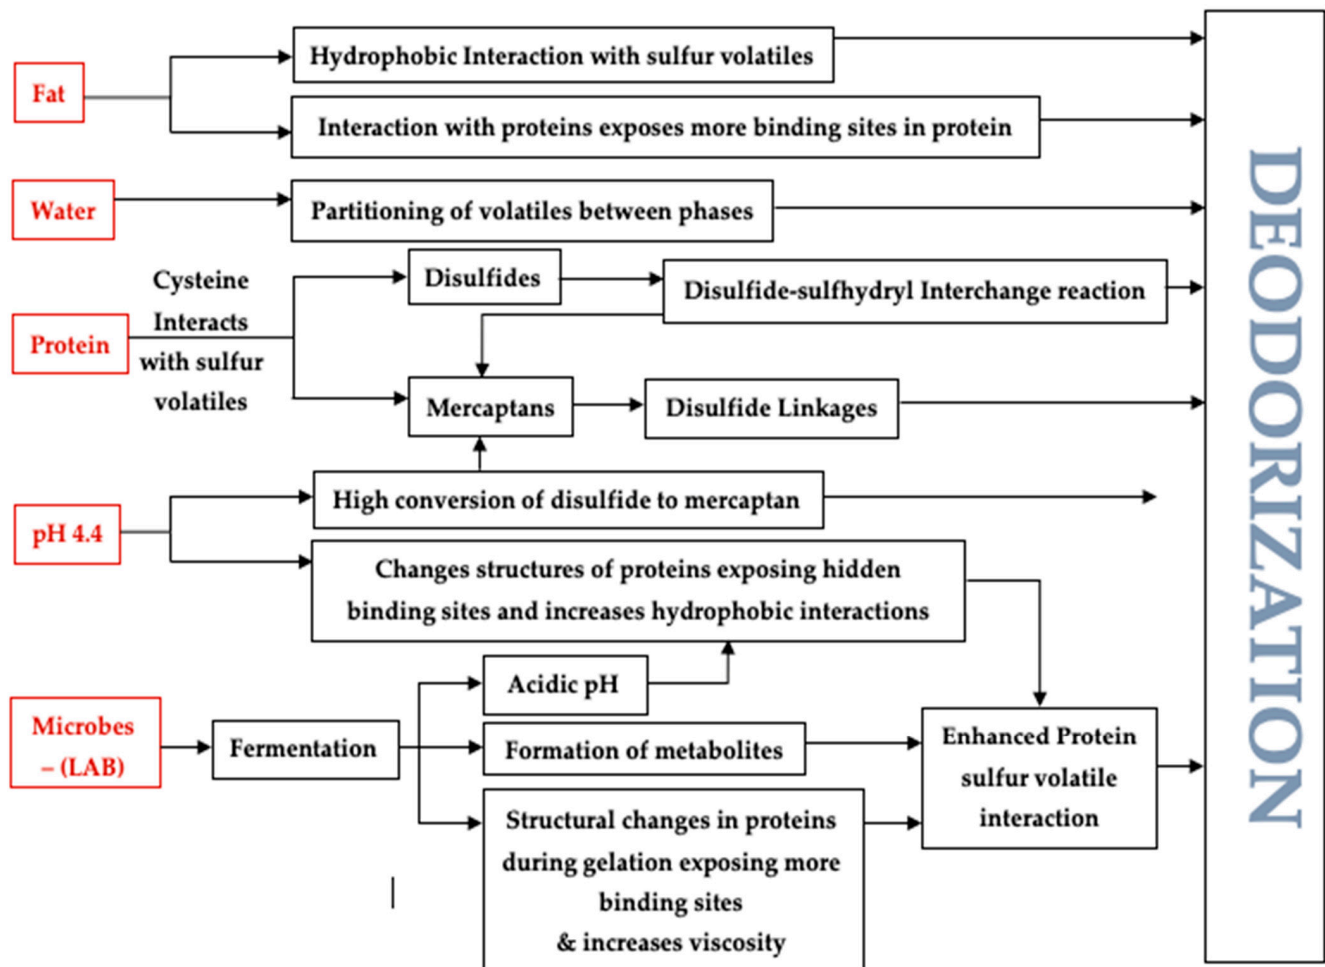 Fat
Hydrophobic Interaction with sulfur volatiles
Interaction with proteins exposes more binding sites in protein
Water
Partitioning of volatiles between phases
Protein
Cysteine
Interacts
with sulfur
volatiles
Disulfides
Disulfide-sulfhydryl Interchange reaction
Mercaptans
Disulfide Linkages
pH 4.4
High conversion of disulfide to mercaptan
Changes structures of proteins exposing hidden
binding sites and increases hydrophobic interactions
Microbes
– (LAB)
Fermentation
Acidic pH
Formation of metabolites
Structural changes in proteins
during gelation exposing more
binding sites
& increases viscosity
Enhanced Protein
sulfur volatile
interaction
DEODORIZATION